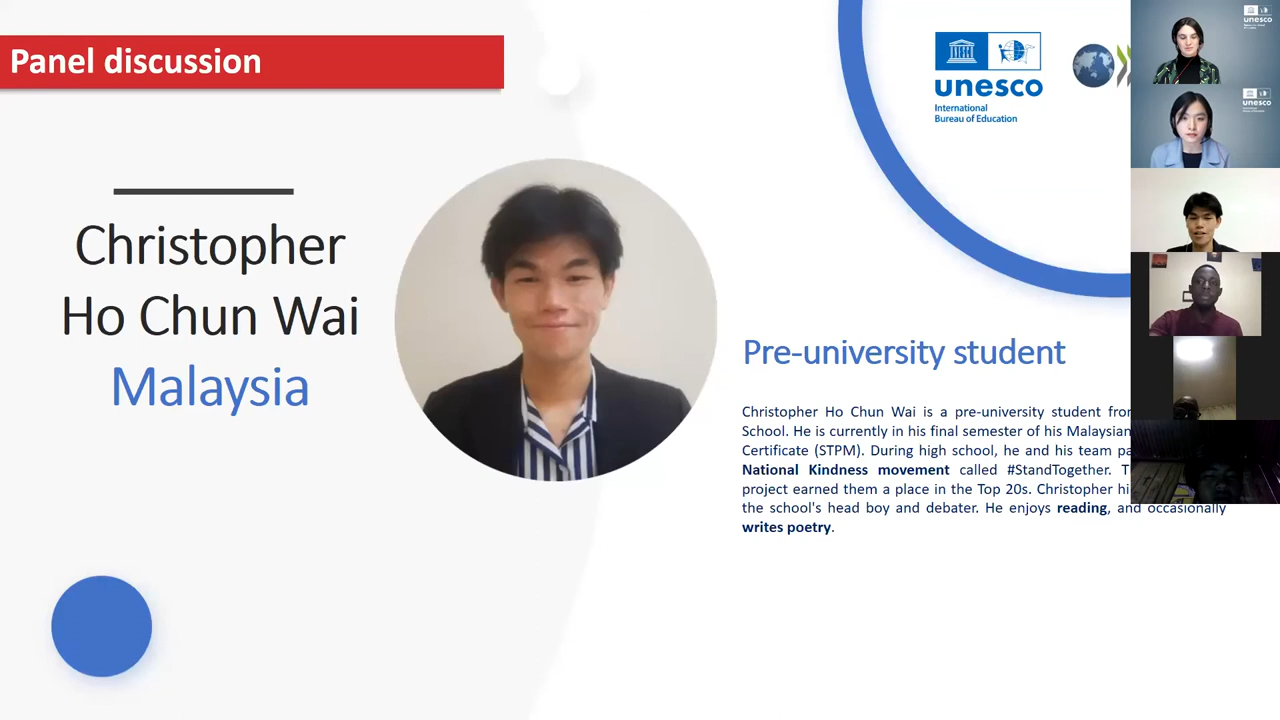 Panel discussion
Christopher
Ho Chun Wai
Malaysia
unesco
International
Bureau of Education
Pre-university student
Christopher Ho Chun Wai is a pre-university student
School. He is currently in his final semester of his Malaysian
Certificate (STPM). During high school, he and his team
National Kindness movement called #StandTogether.
project earned them a place in the Top 20s. Christopher
the school's head boy and debater. He enjoys reading, and occasionally
writes poetry.
unesco
unesco